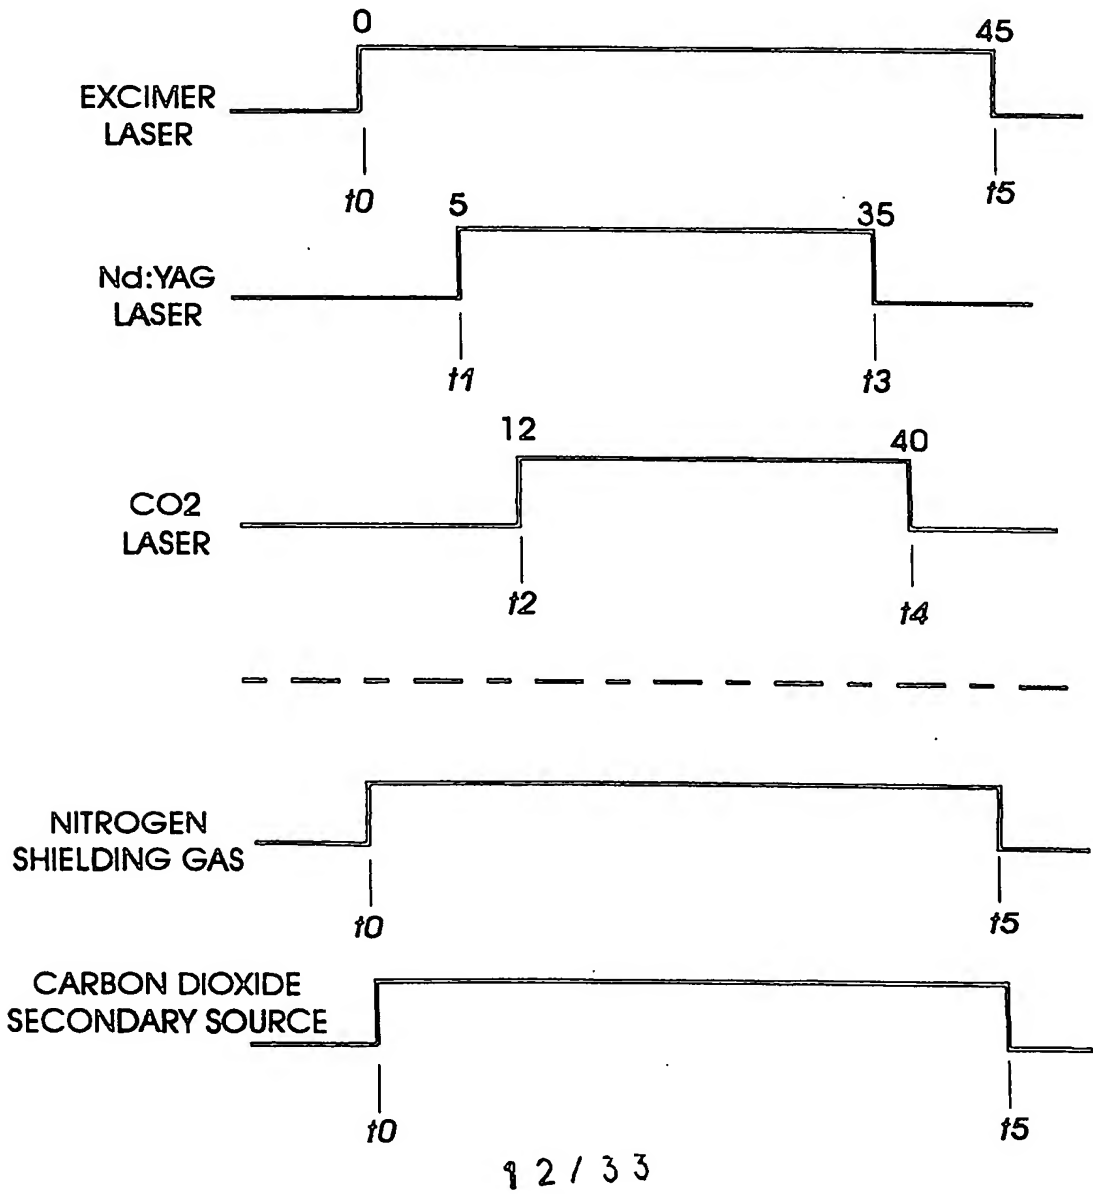 0
45
EXCIMER
LASER
t0
t5
5
35
Nd:YAG
LASER
t1
t3
12
40
CO2
LASER
t2
t4
NITROGEN
SHIELDING GAS
t0
t5
CARBON DIOXIDE
SECONDARY SOURCE
t0
t5
12/33